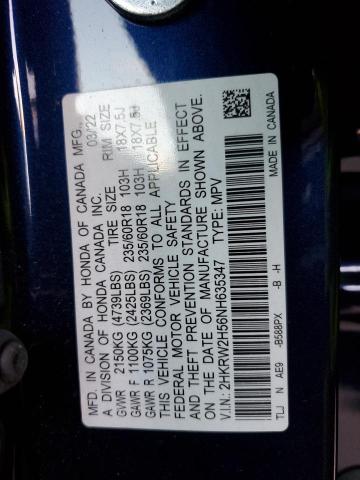 MFD. IN CANADA BY HONDA OF CANADA MFG.
A DIVISION OF HONDA CANADA INC. 03/22
TIRE SIZE RIM SIZE
GVWR 2150KG (4739LBS)
GAWR F 1100KG (2425LBS) 235/60R18 103H 18X7.5J
GAWR R 1075KG (2369LBS) 235/60R18 103H 18X7.5J
THIS VEHICLE CONFORMS TO ALL APPLICABLE
FEDERAL MOTOR VEHICLE SAFETY
AND THEFT PREVENTION STANDARDS IN EFFECT
ON THE DATE OF MANUFACTURE SHOWN ABOVE.
V.I.N.: 2HKRW2H56NH635347 TYPE: MPV
MADE IN CANADA
TLJ N AE9 -B588PX -B -H